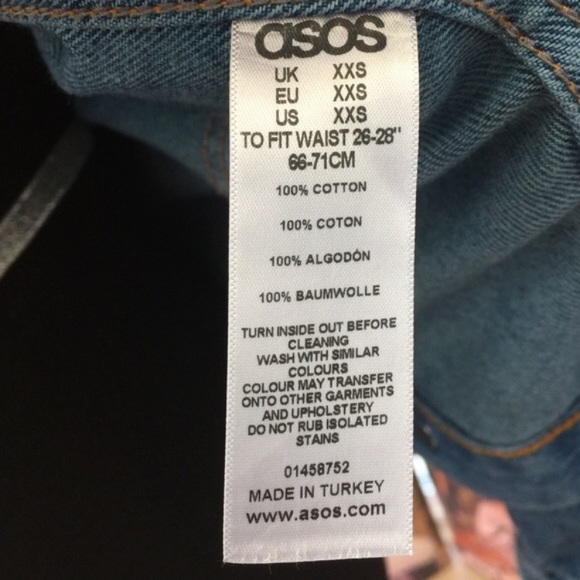 asos
UK XXS
EU XXS
US XXS
TO FIT WAIST 26-28"
66-71CM
100% COTTON
100% COTON
100% ALGODÓN
100% BAUMWOLLE
TURN INSIDE OUT BEFORE
CLEANING
WASH WITH SIMILAR
COLOURS
COLOUR MAY TRANSFER
ONTO OTHER GARMENTS
AND UPHOLSTERY
DO NOT RUB ISOLATED
STAINS
01458752
MADE IN TURKEY
www.asos.com